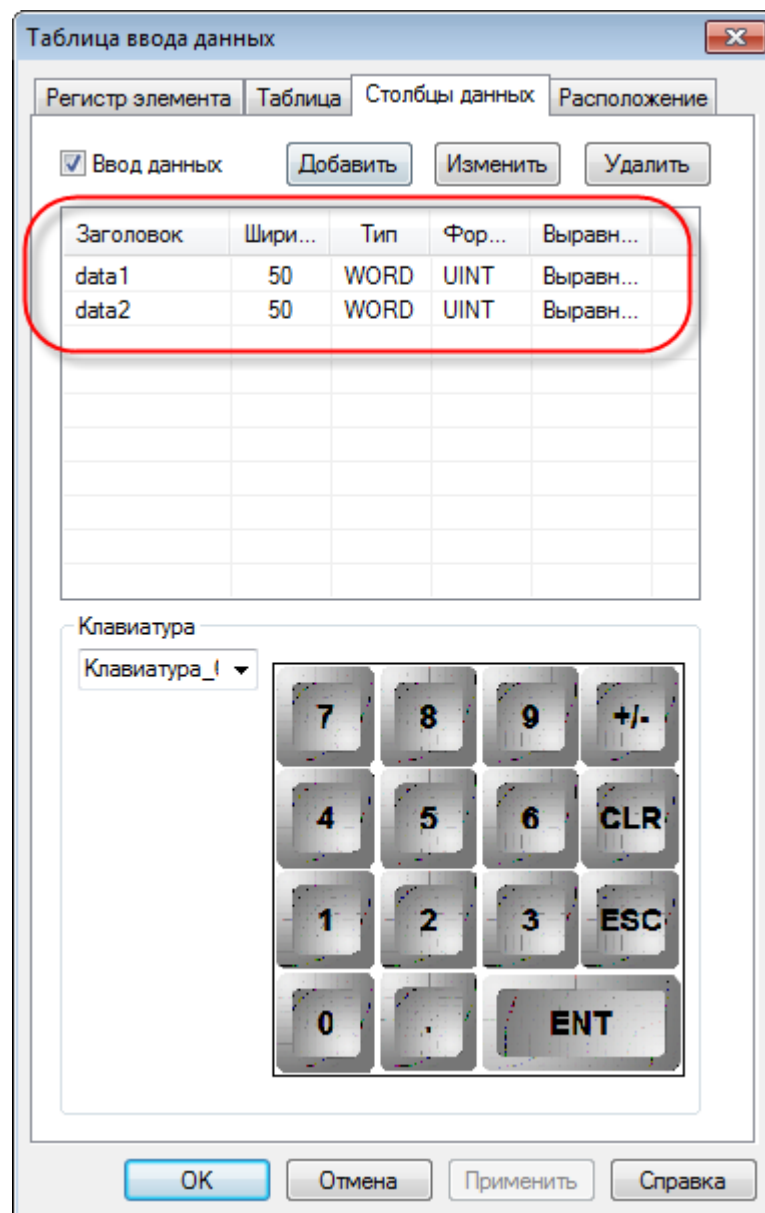 Таблица ввода данных
Регистр элемента Таблица Столбцы данных Расположение
Ввод данных Добавить Изменить Удалить
Заголовок Шири... Тип Фор... Выравн...
data1 50 WORD UINT Выравн...
data2 50 WORD UINT Выравн...
Клавиатура
Клавиатура_
7 8 9 +/-
4 5 6 CLR
1 2 3 ESC
0 . ENT
OK Отмена Применить Справка